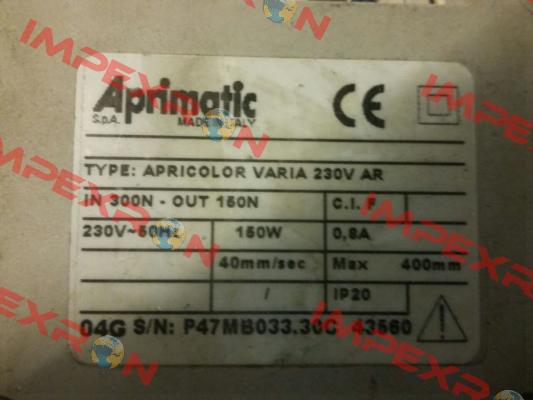 Aprimatic
S.p.A. MADE IN ITALY
CE
TYPE: APRICOLOR VARIA 230V AR
IN 300N - OUT 150N C.I. F
230V~50Hz 150W 0,8A
40mm/sec Max 400mm
/ IP20
04G S/N: P47MB033.30C 43560
IMPEXRON
IMPEXRON
IMPEXRON
IMPEXRON
IMPEXRON